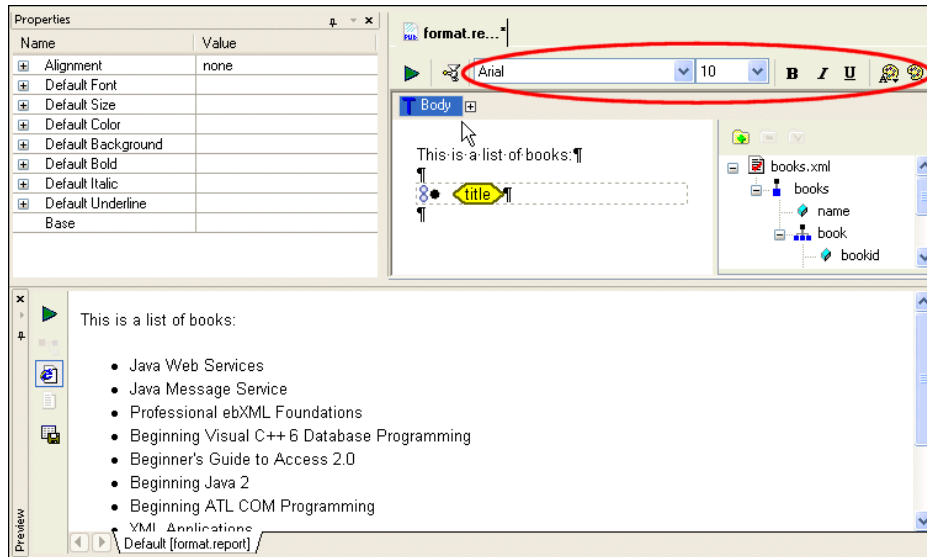 Properties
Name Value
Alignment none
Default Font
Default Size
Default Color
Default Background
Default Bold
Default Italic
Default Underline
Base
format.re...*
Arial 10 B I U
Body
This·is·a·list·of·books:¶
¶
title ¶
¶
books.xml
books
name
book
bookid
This is a list of books:
• Java Web Services
• Java Message Service
• Professional ebXML Foundations
• Beginning Visual C++ 6 Database Programming
• Beginner's Guide to Access 2.0
• Beginning Java 2
• Beginning ATL COM Programming
• XML Applications
Preview
Default [format.report]